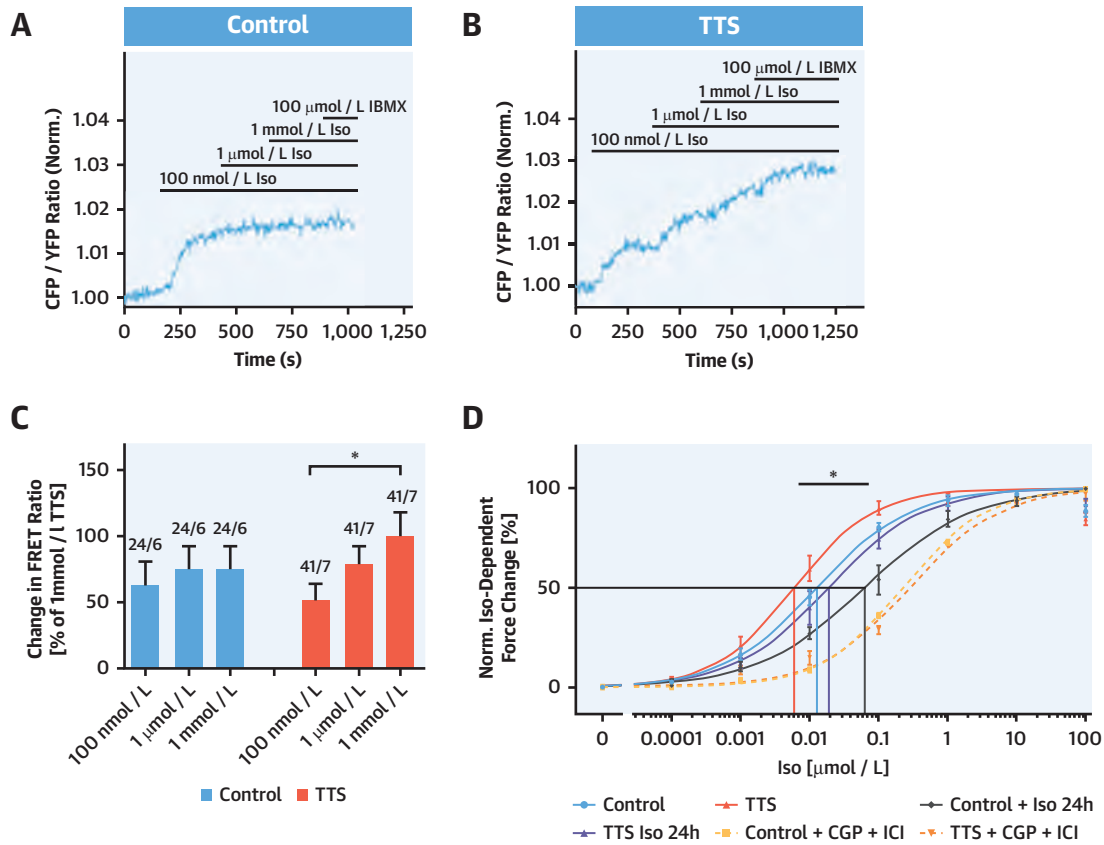 A
Control
CFP / YFP Ratio (Norm.)
1.04
1.03
1.02
1.01
1.00
100 μmol / L IBMX
1 mmol / L Iso
1 μmol / L Iso
100 nmol / L Iso
0 250 500 750 1,000 1,250
Time (s)
B
TTS
CFP / YFP Ratio (Norm.)
1.04
1.03
1.02
1.01
1.00
100 μmol / L IBMX
1 mmol / L Iso
1 μmol / L Iso
100 nmol / L Iso
0 250 500 750 1,000 1,250
Time (s)
C
Change in FRET Ratio
[% of 1mmol / l TTS]
150
100
50
0
*
24/6 24/6 24/6 41/7 41/7 41/7
100 nmol / L 1 μmol / L 1 mmol / L 100 nmol / L 1 μmol / L 1 mmol / L
Control TTS
D
Norm. Iso-Dependent
Force Change [%]
100
50
0
*
0 0.0001 0.001 0.01 0.1 1 10 100
Iso [μmol / L]
Control TTS Control + Iso 24h
TTS Iso 24h Control + CGP + ICI TTS + CGP + ICI